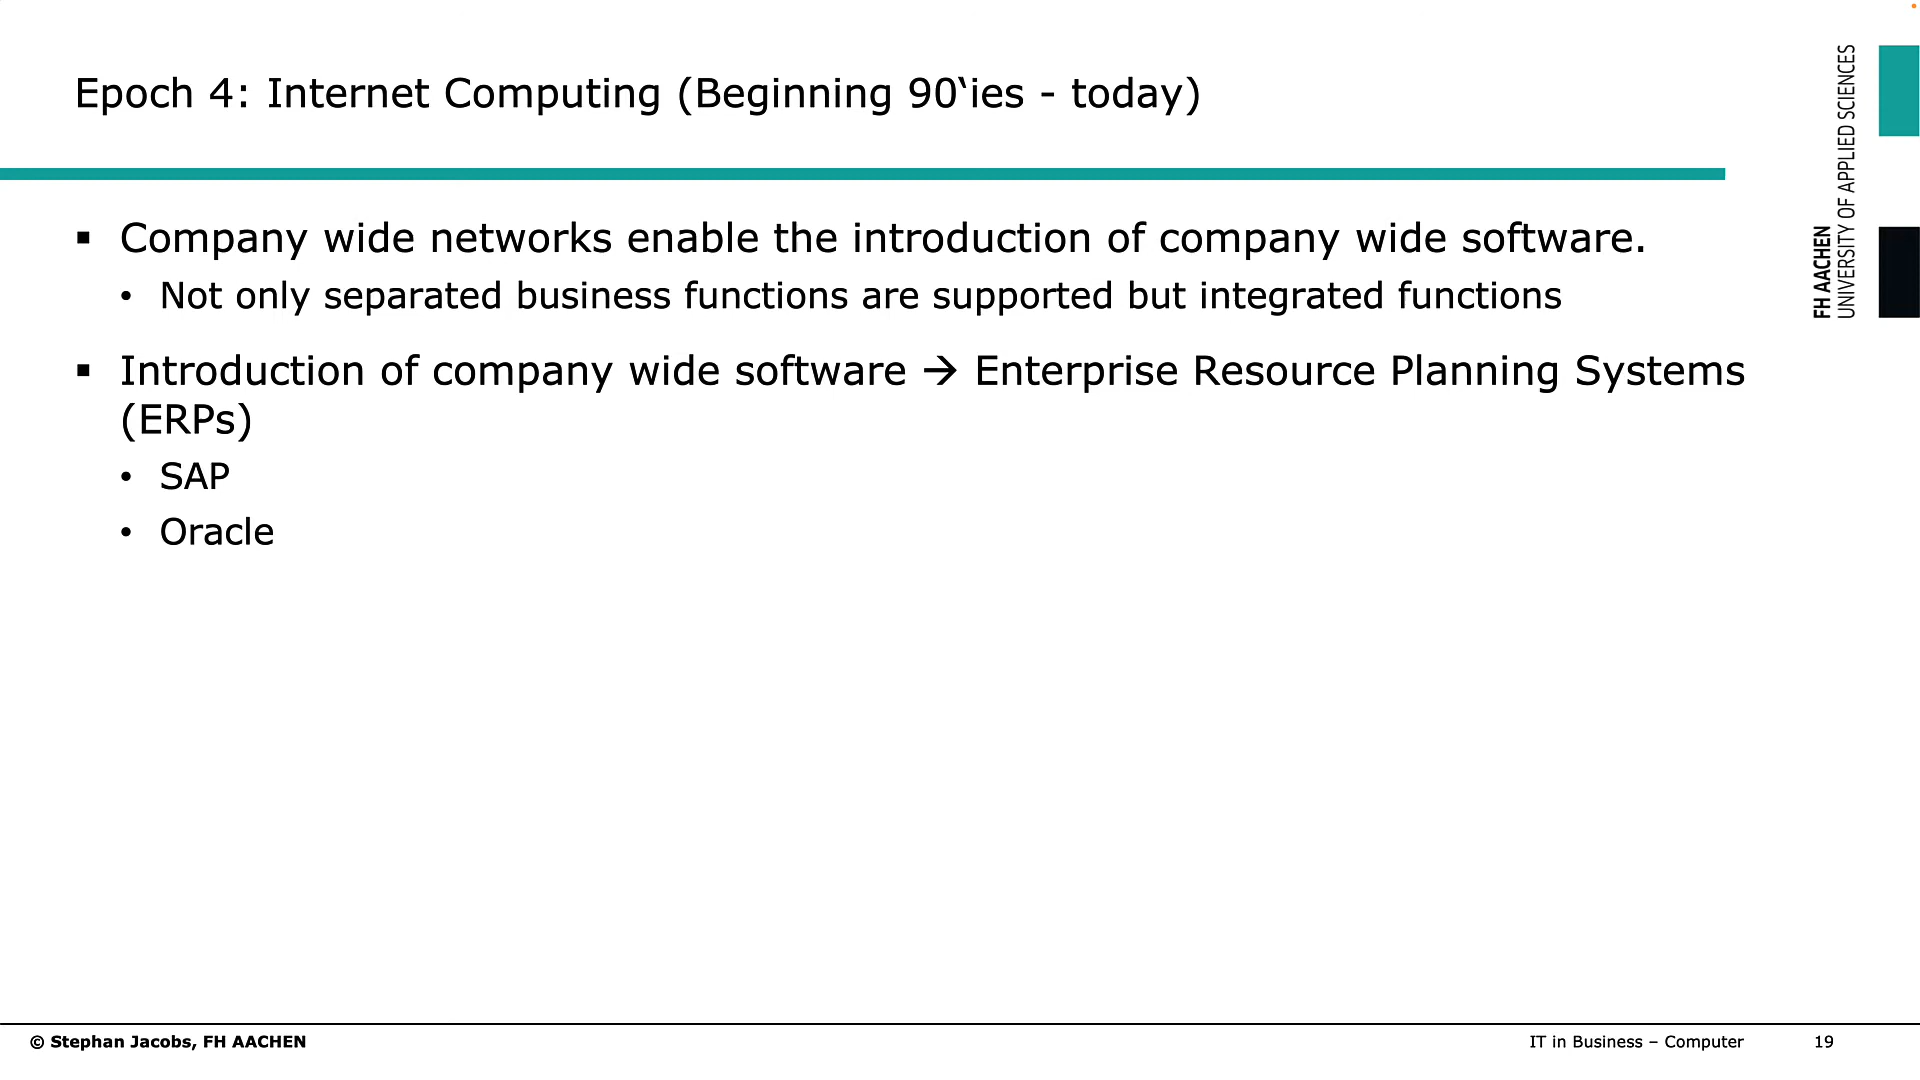 Epoch 4: Internet Computing (Beginning 90‘ies - today)
FH AACHEN
UNIVERSITY OF APPLIED SCIENCES
▪ Company wide networks enable the introduction of company wide software.
• Not only separated business functions are supported but integrated functions
▪ Introduction of company wide software → Enterprise Resource Planning Systems
(ERPs)
• SAP
• Oracle
© Stephan Jacobs, FH AACHEN
IT in Business – Computer
19